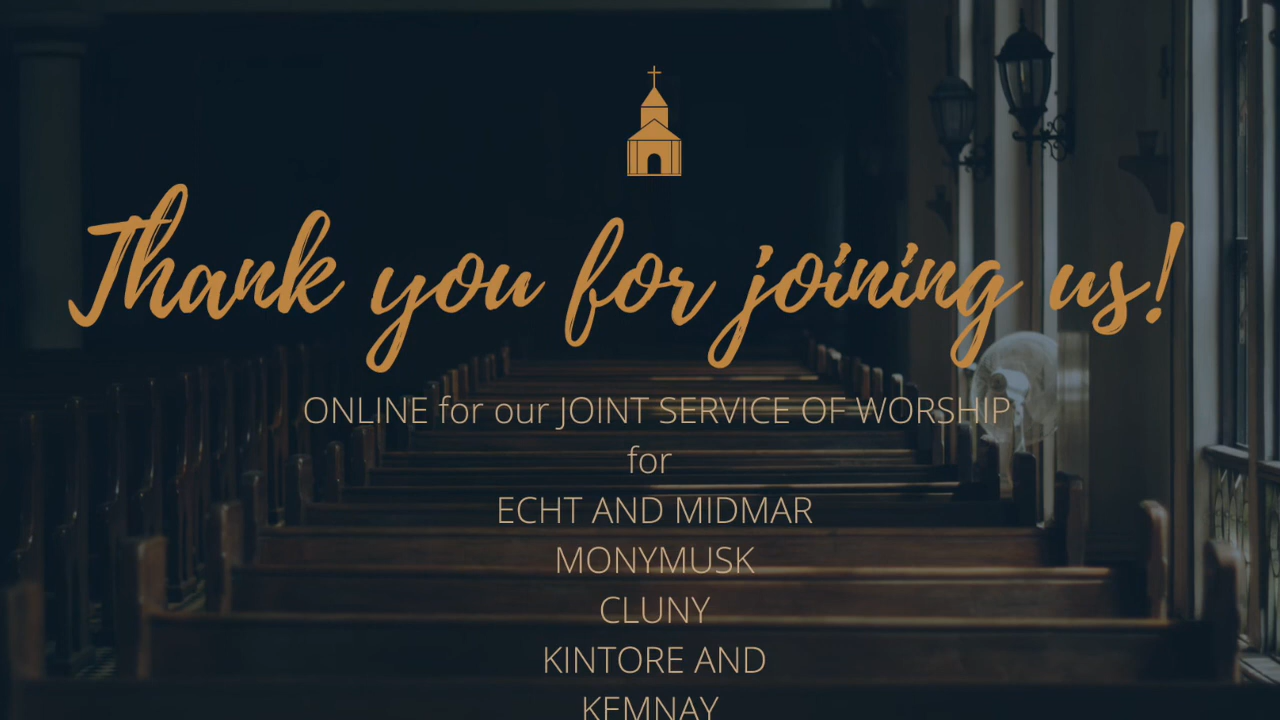 Thank you for joining us!
ONLINE for our JOINT SERVICE OF WORSHIP
for
ECHT AND MIDMAR
MONYMUSK
CLUNY
KINTORE AND
KEMNAY